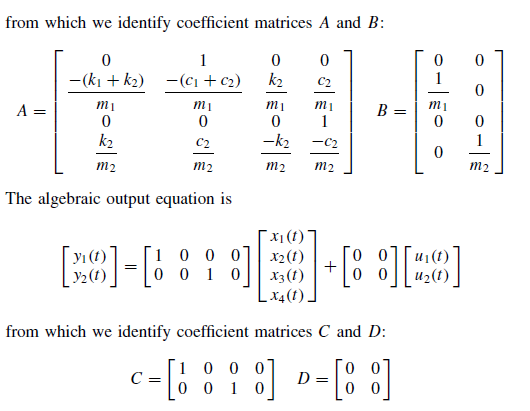 from which we identify coefficient matrices A and B:
A = [ 0 1 0 0
−(k₁ + k₂)/m₁ −(c₁ + c₂)/m₁ k₂/m₁ c₂/m₁
0 0 0 1
k₂/m₂ c₂/m₂ −k₂/m₂ −c₂/m₂ ] B = [ 0 0
1/m₁ 0
0 0
0 1/m₂ ]
The algebraic output equation is
[ y₁(t)
y₂(t) ] = [ 1 0 0 0
0 0 1 0 ] [ x₁(t)
x₂(t)
x₃(t)
x₄(t) ] + [ 0 0
0 0 ] [ u₁(t)
u₂(t) ]
from which we identify coefficient matrices C and D:
C = [ 1 0 0 0
0 0 1 0 ] D = [ 0 0
0 0 ]